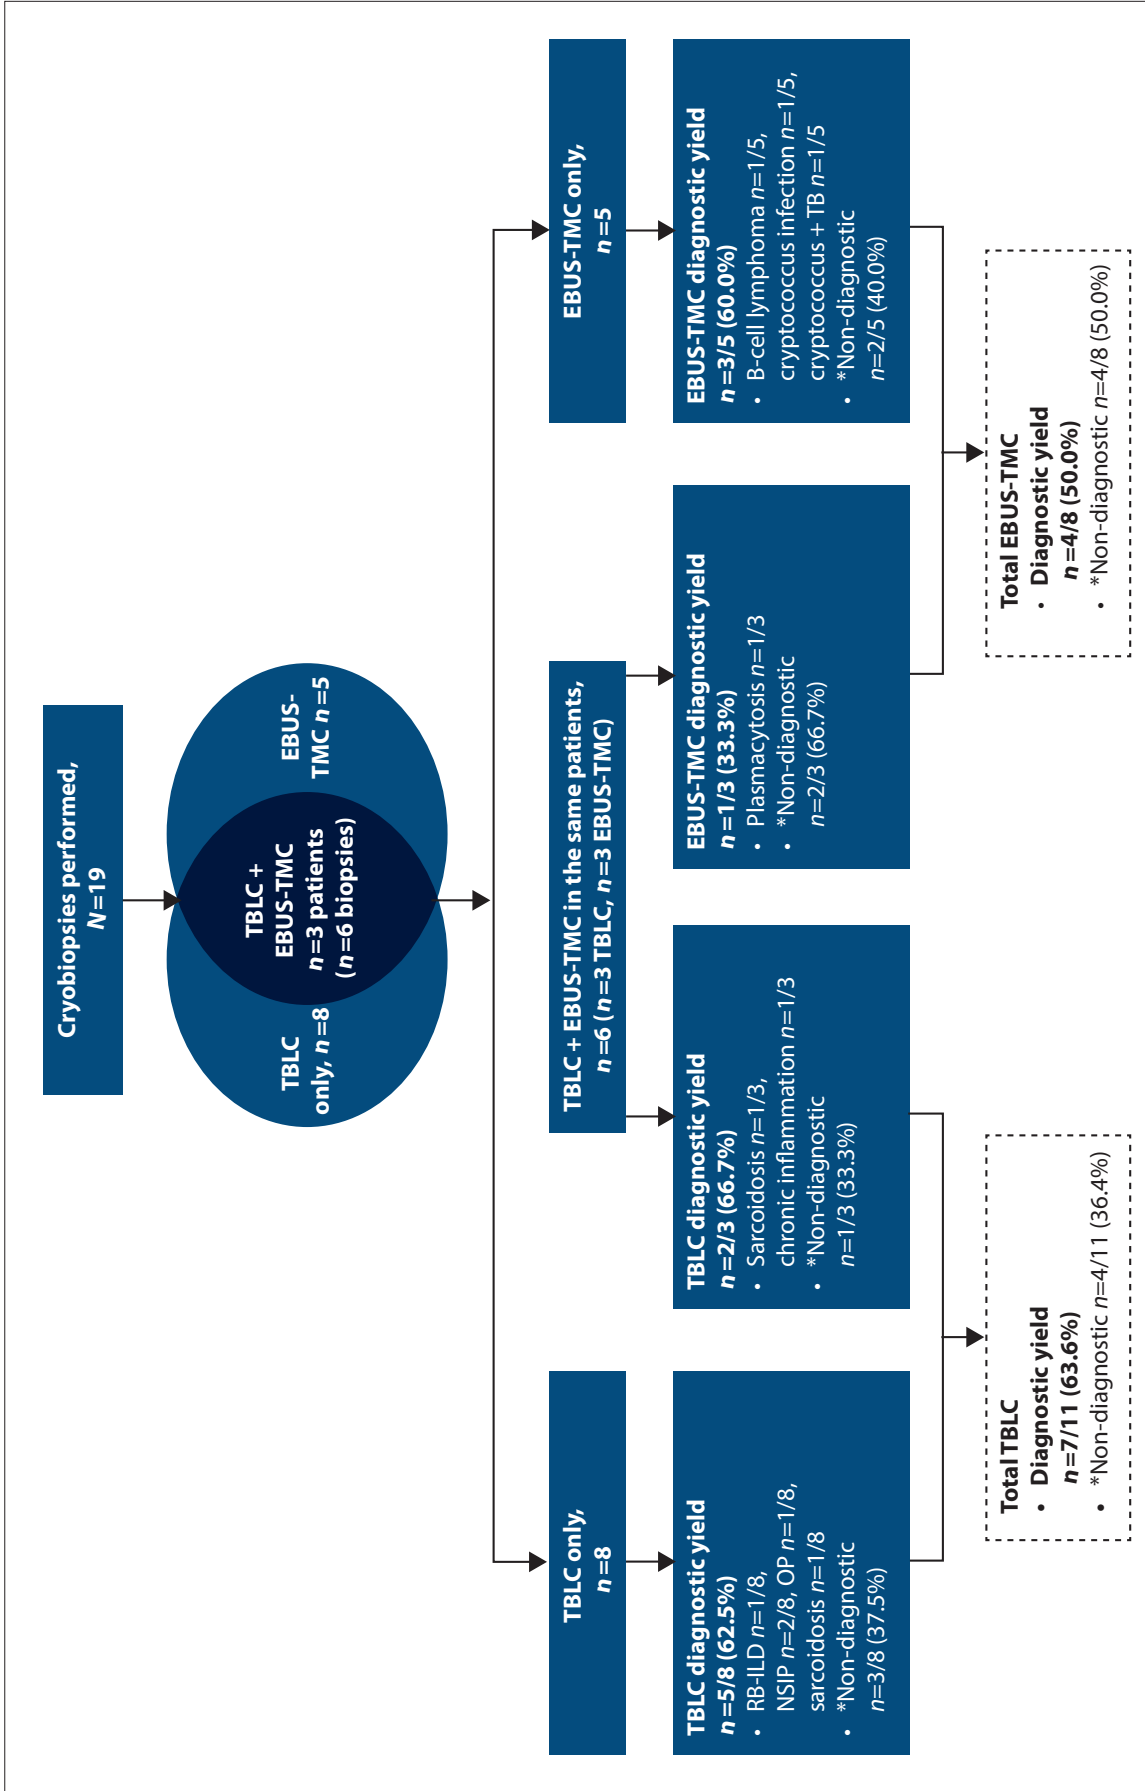 Cryobiopsies performed,
N=19
TBLC
only, n=8
TBLC +
EBUS-TMC
n=3 patients
(n=6 biopsies)
EBUS-
TMC n=5
TBLC only,
n=8
TBLC + EBUS-TMC in the same patients,
n=6 (n=3 TBLC, n=3 EBUS-TMC)
EBUS-TMC only,
n=5
TBLC diagnostic yield
n=5/8 (62.5%)
• RB-ILD n=1/8,
NSIP n=2/8, OP n=1/8,
sarcoidosis n=1/8
• *Non-diagnostic
n=3/8 (37.5%)
TBLC diagnostic yield
n=2/3 (66.7%)
• Sarcoidosis n=1/3,
chronic inflammation n=1/3
• *Non-diagnostic
n=1/3 (33.3%)
EBUS-TMC diagnostic yield
n=1/3 (33.3%)
• Plasmacytosis n=1/3
• *Non-diagnostic
n=2/3 (66.7%)
EBUS-TMC diagnostic yield
n=3/5 (60.0%)
• B-cell lymphoma n=1/5,
cryptococcus infection n=1/5,
cryptococcus + TB n=1/5
• *Non-diagnostic
n=2/5 (40.0%)
Total TBLC
• Diagnostic yield
n=7/11 (63.6%)
• *Non-diagnostic n=4/11 (36.4%)
Total EBUS-TMC
• Diagnostic yield
n=4/8 (50.0%)
• *Non-diagnostic n=4/8 (50.0%)